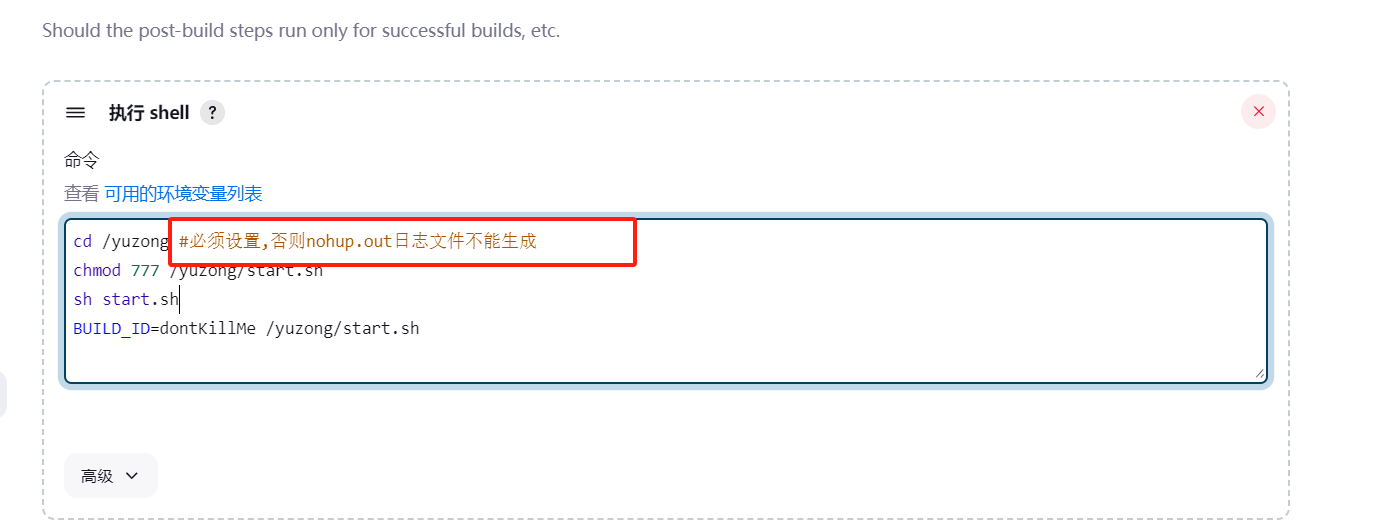 Should the post-build steps run only for successful builds, etc.
执行 shell ?
命令
查看 可用的环境变量列表
cd /yuzong #必须设置,否则nohup.out日志文件不能生成
chmod 777 /yuzong/start.sh
sh start.sh
BUILD_ID=dontKillMe /yuzong/start.sh
高级